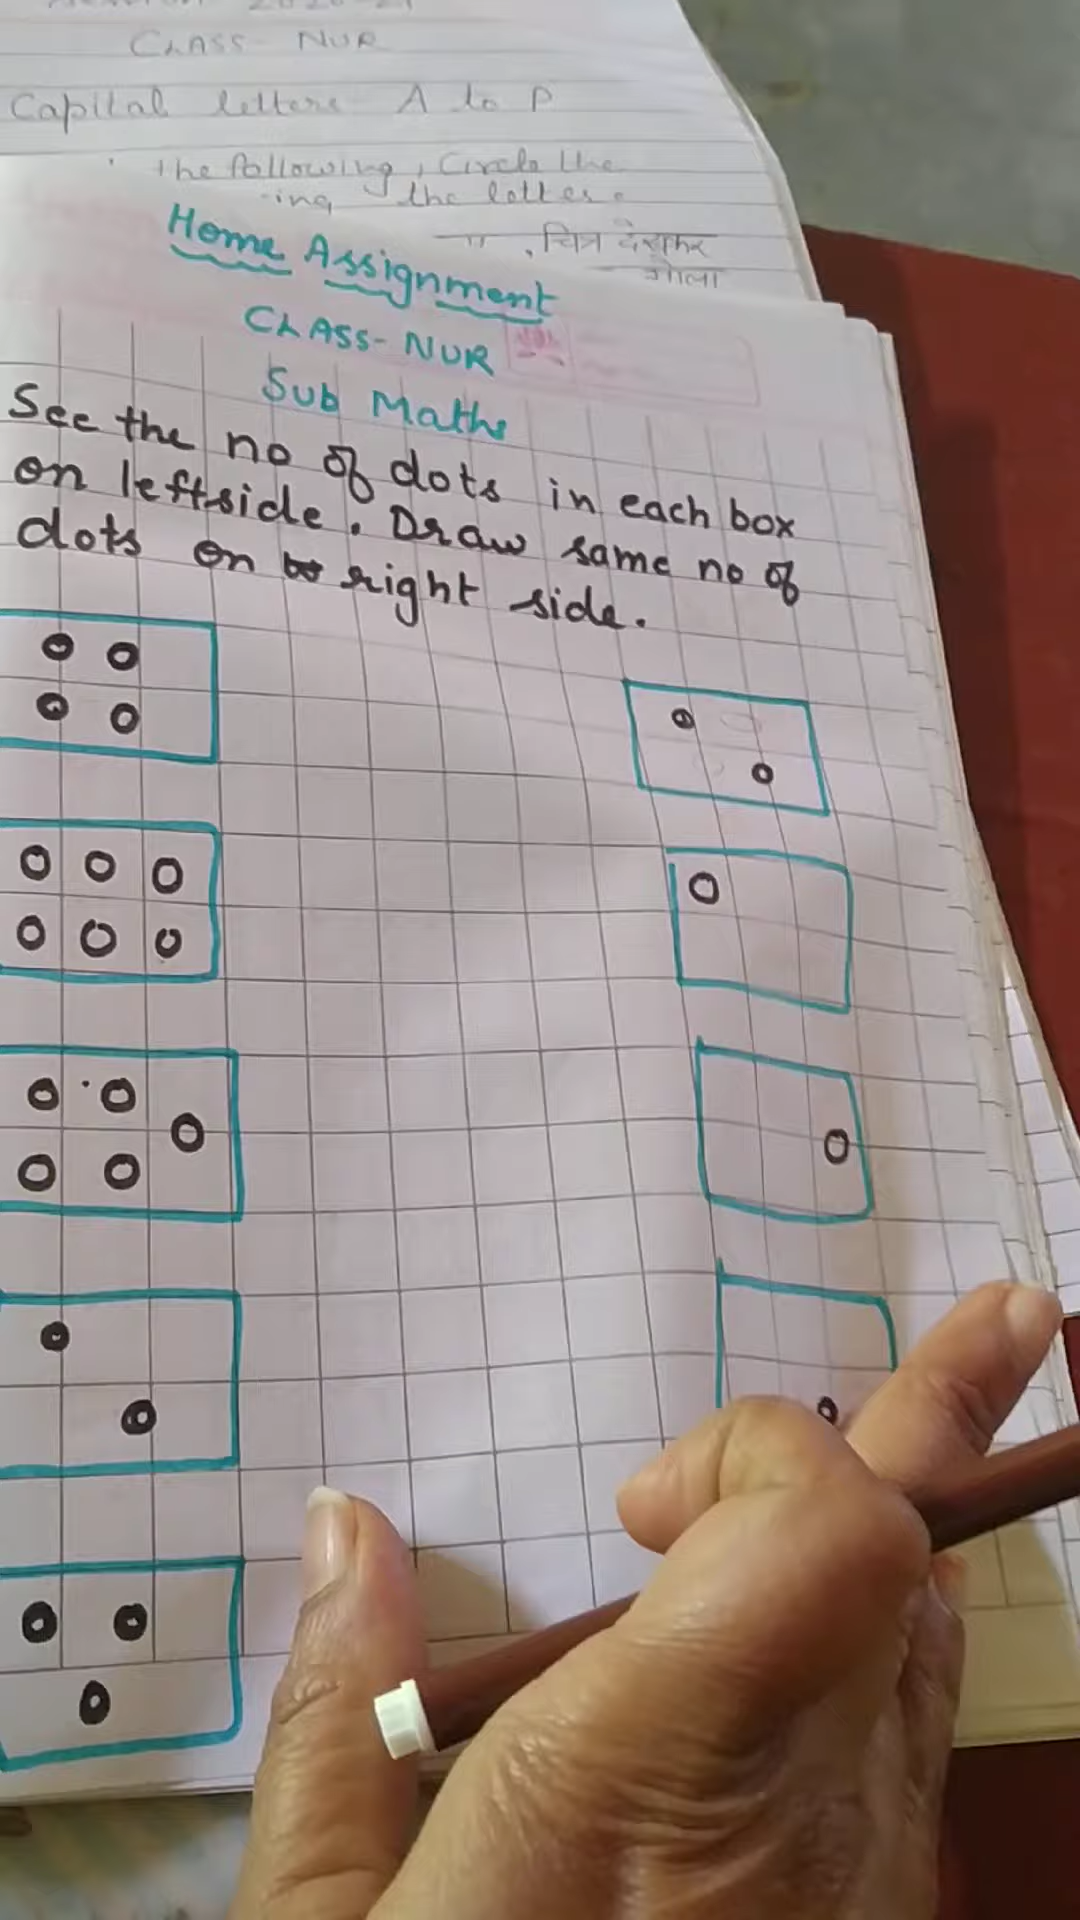 CLASS- NUR
Capital letters A to P
the following, Circle the
ing the letter.
चित्र देखकर
गोला
Home Assignment
CLASS- NUR
Sub Maths
See the no of dots in each box
on leftside. Draw same no of
dots on right side.